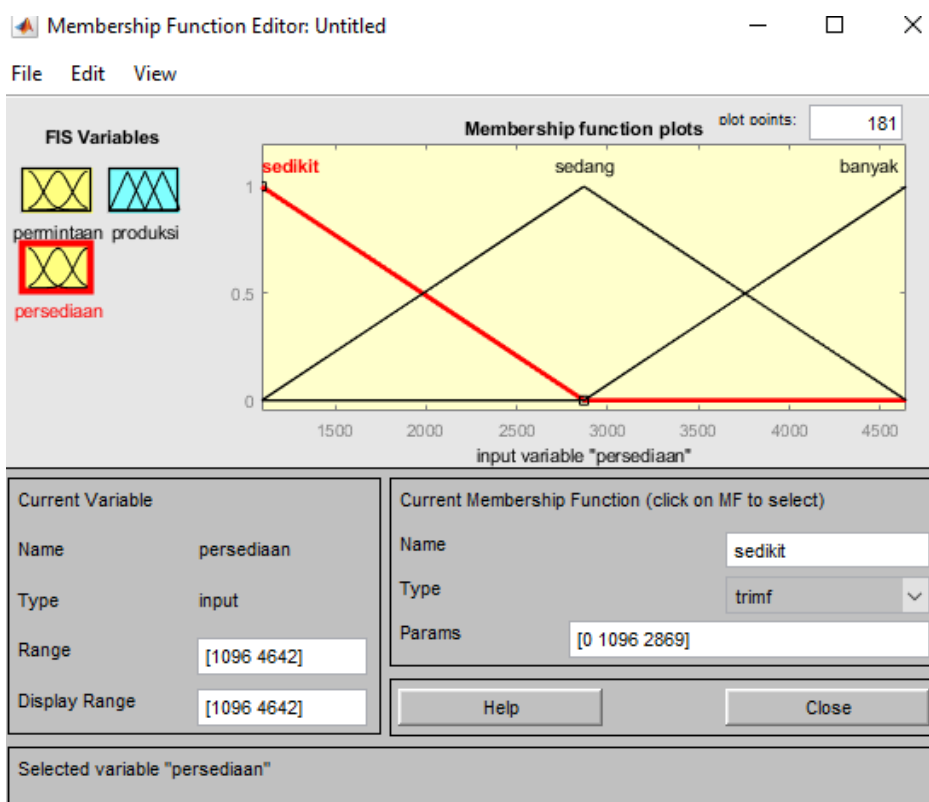 Membership Function Editor: Untitled
File Edit View
FIS Variables
permintaan produksi
persediaan
Membership function plots
plot points: 181
sedikit sedang banyak
1
0.5
0
1500 2000 2500 3000 3500 4000 4500
input variable "persediaan"
Current Variable
Name persediaan
Type input
Range [1096 4642]
Display Range [1096 4642]
Current Membership Function (click on MF to select)
Name sedikit
Type trimf
Params [0 1096 2869]
Help Close
Selected variable "persediaan"